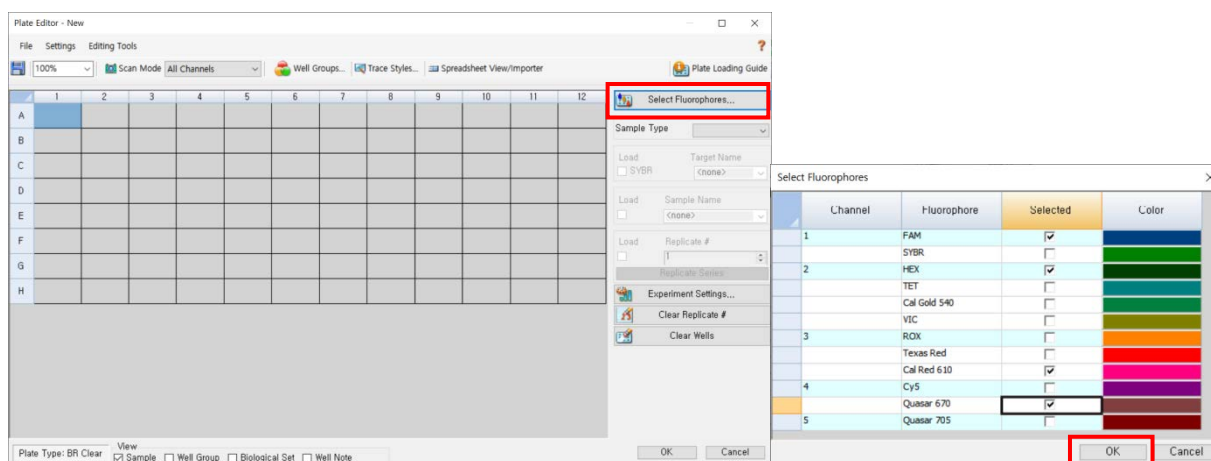 Plate Editor - New
File Settings Editing Tools ?
100% Scan Mode All Channels Well Groups... Trace Styles... Spreadsheet View/Importer Plate Loading Guide
1 2 3 4 5 6 7 8 9 10 11 12
A
B
C
D
E
F
G
H
Select Fluorophores...
Sample Type
Load Target Name
SYBR <none>
Load Sample Name
<none>
Load Replicate #
1
Replicate Series
Experiment Settings...
Clear Replicate #
Clear Wells
Plate Type: BR Clear
View
Sample Well Group Biological Set Well Note
OK Cancel
Select Fluorophores
Channel Fluorophore Selected Color
1 FAM
SYBR
2 HEX
TET
Cal Gold 540
VIC
3 ROX
Texas Red
Cal Red 610
4 Cy5
Quasar 670
5 Quasar 705
OK Cancel